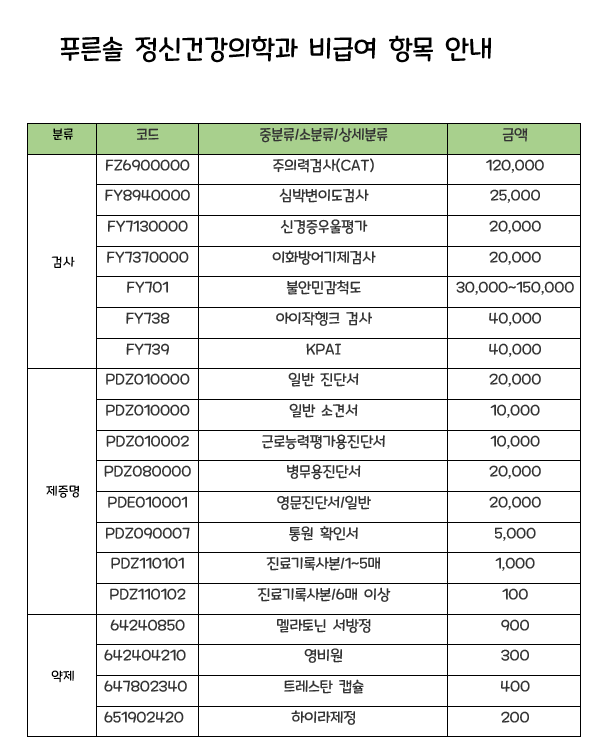 푸른솔 정신건강의학과 비급여 항목 안내
분류 코드 중분류/소분류/상세분류 금액
검사
FZ6900000 주의력검사(CAT) 120,000
FY8940000 심박변이도검사 25,000
FY7130000 신경증우울평가 20,000
FY7370000 이화방어기제검사 20,000
FY701 불안민감척도 30,000~150,000
FY738 아이작헹크 검사 40,000
FY739 KPAI 40,000
제증명
PDZ010000 일반 진단서 20,000
PDZ010000 일반 소견서 10,000
PDZ010002 근로능력평가용진단서 10,000
PDZ080000 병무용진단서 20,000
PDE010001 영문진단서/일반 20,000
PDZ090007 통원 확인서 5,000
PDZ110101 진료기록사본/1~5매 1,000
PDZ110102 진료기록사본/6매 이상 100
약제
64240850 멜라토닌 서방정 900
642404210 영비원 300
647802340 트레스탄 캡슐 400
651902420 하이라제정 200